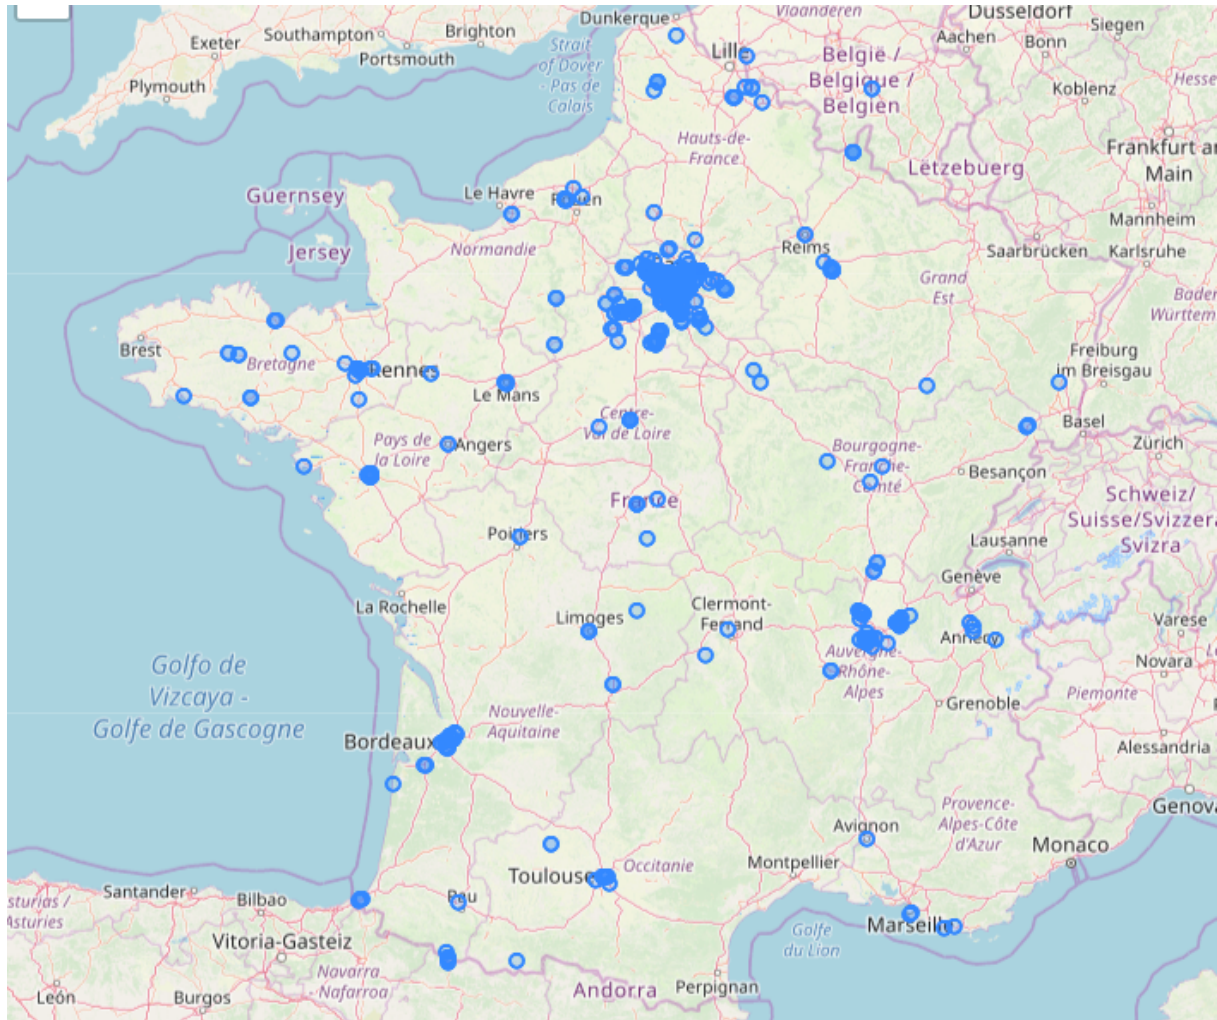 Dunkerque
Vlaanderen
Düsseldorf
Siegen
Exeter
Southampton
Brighton
Portsmouth
Strait
of Dover
- Pas de
Calais
Aachen
Bonn
België /
Belgique /
Belgien
Plymouth
Koblenz
Hesse
Hauts-de-
France
Frankfurt am
Main
Lëtzebuerg
Guernsey
Le Havre
Mannheim
Jersey
Normandie
Reims
Saarbrücken
Karlsruhe
Grand
Est
Brest
Bretagne
Rennes
Le Mans
Freiburg
im Breisgau
Centre-
Val de Loire
Basel
Pays de
la Loire
Angers
Bourgogne-
Franche-
Comté
Zürich
Besançon
France
Schweiz/
Suisse/Svizzera/
Svizra
Poitiers
Lausanne
Genève
La Rochelle
Limoges
Clermont-
Ferrand
Annecy
Varese
Golfo de
Vizcaya -
Golfe de Gascogne
Auvergne-
Rhône-
Alpes
Novara
Piemonte
Grenoble
Nouvelle-
Aquitaine
Bordeaux
Alessandria
Genova
Provence-
Alpes-Côte
d'Azur
Avignon
Monaco
Toulouse
Occitanie
Montpellier
Santander
Bilbao
Pau
Asturias /
Asturies
Marseille
Vitoria-Gasteiz
Golfe
du Lion
Navarra
- Nafarroa
León
Burgos
Andorra
Perpignan